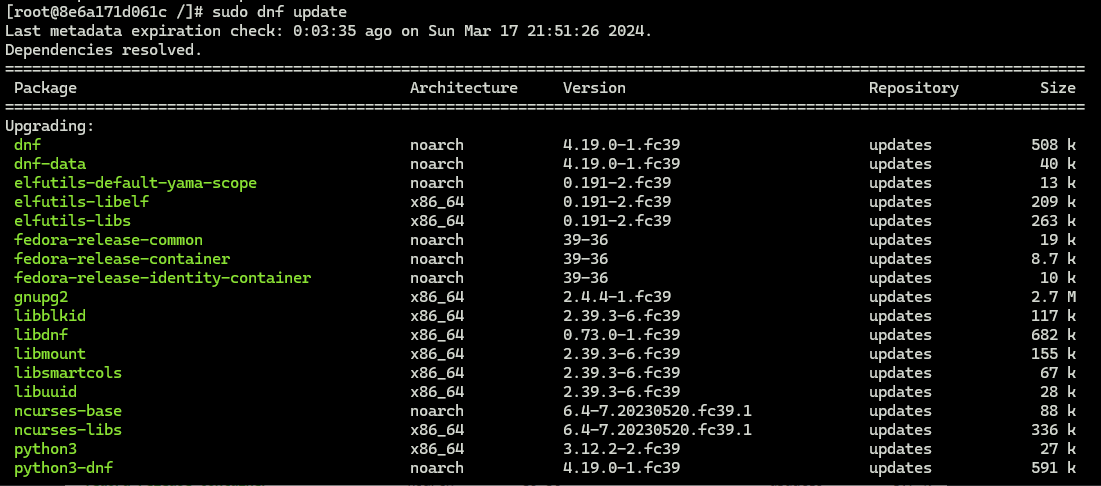 [root@8e6a171d061c /]# sudo dnf update
Last metadata expiration check: 0:03:35 ago on Sun Mar 17 21:51:26 2024.
Dependencies resolved.
========================================================================================================================
 Package                                     Architecture     Version                           Repository         Size
========================================================================================================================
Upgrading:
 dnf                                         noarch           4.19.0-1.fc39                     updates           508 k
 dnf-data                                    noarch           4.19.0-1.fc39                     updates            40 k
 elfutils-default-yama-scope                 noarch           0.191-2.fc39                      updates            13 k
 elfutils-libelf                             x86_64           0.191-2.fc39                      updates           209 k
 elfutils-libs                               x86_64           0.191-2.fc39                      updates           263 k
 fedora-release-common                       noarch           39-36                             updates            19 k
 fedora-release-container                    noarch           39-36                             updates           8.7 k
 fedora-release-identity-container           noarch           39-36                             updates            10 k
 gnupg2                                      x86_64           2.4.4-1.fc39                      updates           2.7 M
 libblkid                                    x86_64           2.39.3-6.fc39                     updates           117 k
 libdnf                                      x86_64           0.73.0-1.fc39                     updates           682 k
 libmount                                    x86_64           2.39.3-6.fc39                     updates           155 k
 libsmartcols                                x86_64           2.39.3-6.fc39                     updates            67 k
 libuuid                                     x86_64           2.39.3-6.fc39                     updates            28 k
 ncurses-base                                noarch           6.4-7.20230520.fc39.1             updates            88 k
 ncurses-libs                                x86_64           6.4-7.20230520.fc39.1             updates           336 k
 python3                                     x86_64           3.12.2-2.fc39                     updates            27 k
 python3-dnf                                 noarch           4.19.0-1.fc39                     updates           591 k